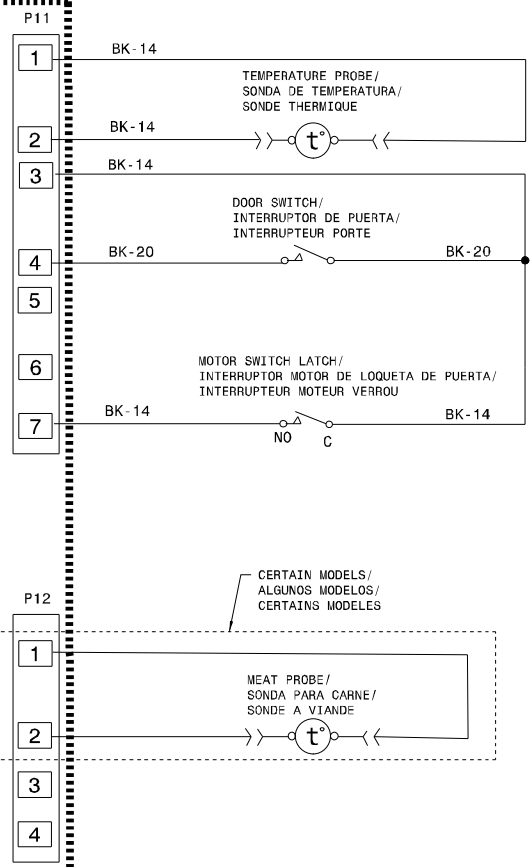 P11
1
BK-14
TEMPERATURE PROBE/
SONDA DE TEMPERATURA/
SONDE THERMIQUE
2
BK-14
t°
3
BK-14
DOOR SWITCH/
INTERRUPTOR DE PUERTA/
INTERRUPTEUR PORTE
4
BK-20
BK-20
5
6
MOTOR SWITCH LATCH/
INTERRUPTOR MOTOR DE LOQUETA DE PUERTA/
INTERRUPTEUR MOTEUR VERROU
7
BK-14
BK-14
NO
C
CERTAIN MODELS/
ALGUNOS MODELOS/
CERTAINS MODELES
P12
1
MEAT PROBE/
SONDA PARA CARNE/
SONDE A VIANDE
2
t°
3
4